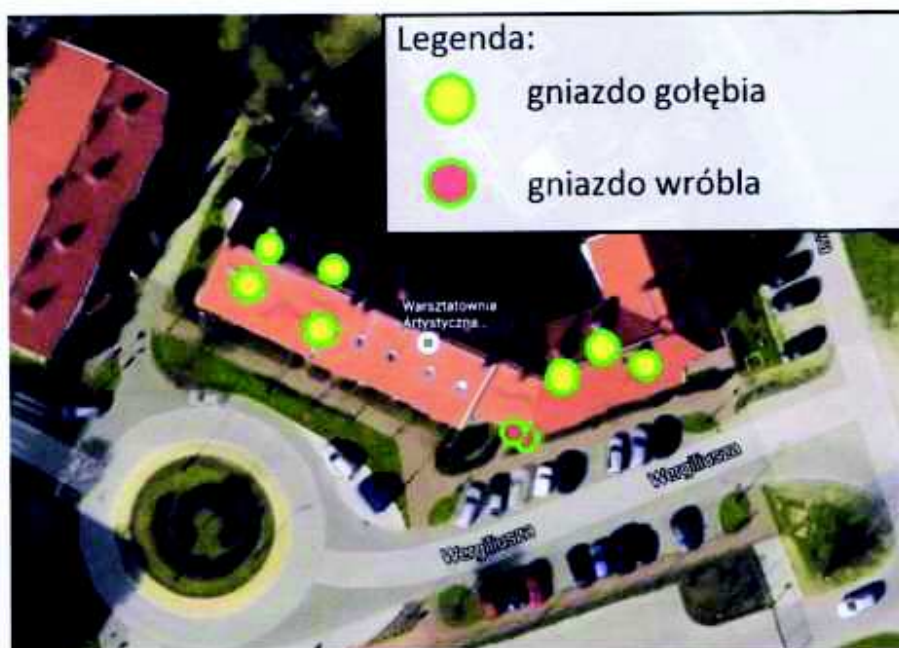 Legenda:
gniazdo gołębia
gniazdo wróbla
Warsztatownia
Artystyczna...
Wergiliusza
Wergiliusza